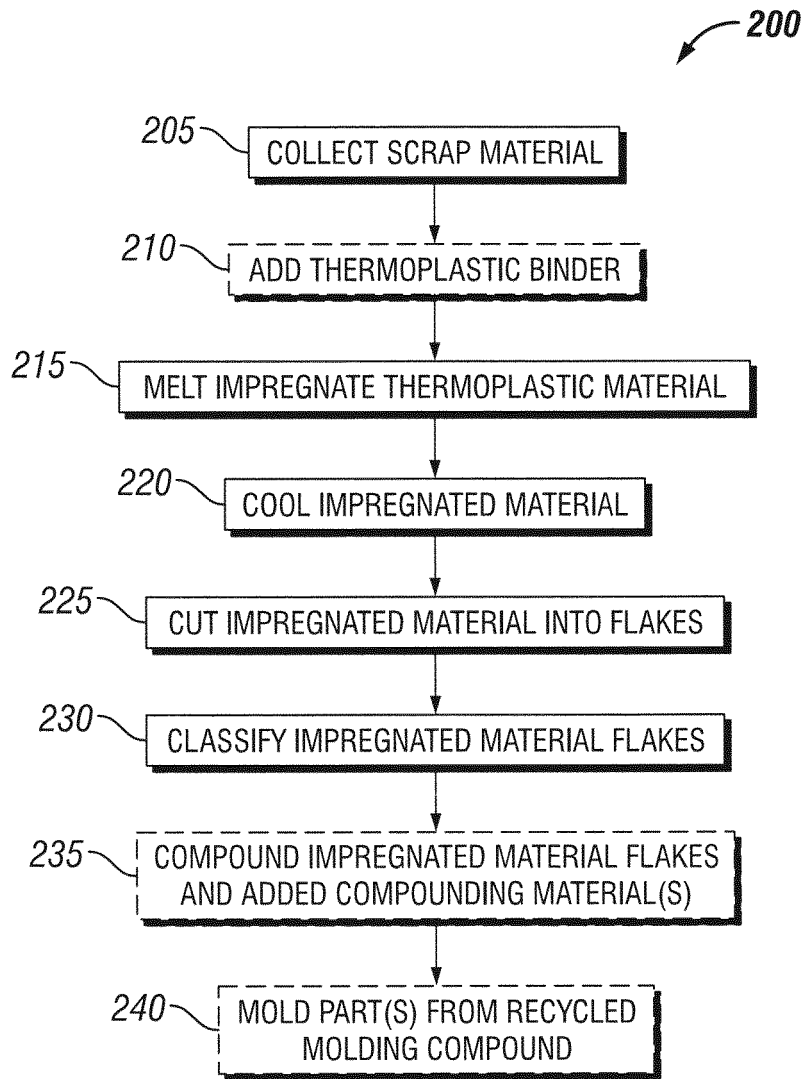 200
205
COLLECT SCRAP MATERIAL
210
ADD THERMOPLASTIC BINDER
215
MELT IMPREGNATE THERMOPLASTIC MATERIAL
220
COOL IMPREGNATED MATERIAL
225
CUT IMPREGNATED MATERIAL INTO FLAKES
230
CLASSIFY IMPREGNATED MATERIAL FLAKES
235
COMPOUND IMPREGNATED MATERIAL FLAKES
AND ADDED COMPOUNDING MATERIAL(S)
240
MOLD PART(S) FROM RECYCLED
MOLDING COMPOUND